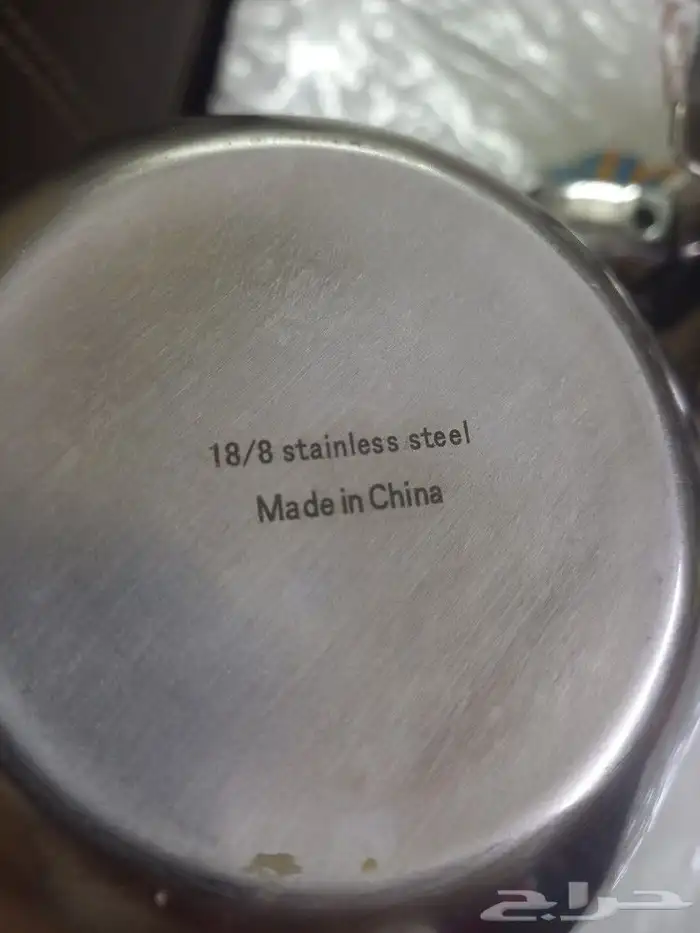 18/8 stainless steel
Made in China
حراج